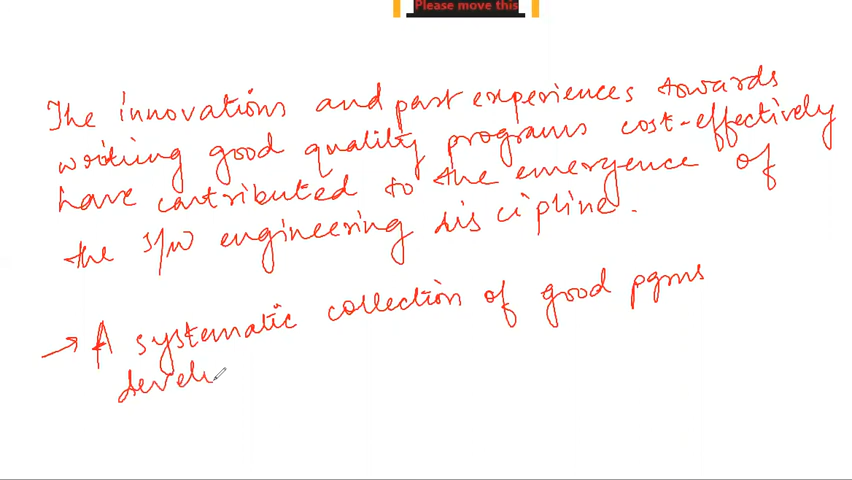 Please move this
The innovations and past experiences towards
writing good quality programs cost-effectively
have contributed to the emergence of
the s/w engineering discipline.
→ A systematic collection of good pgms
develo